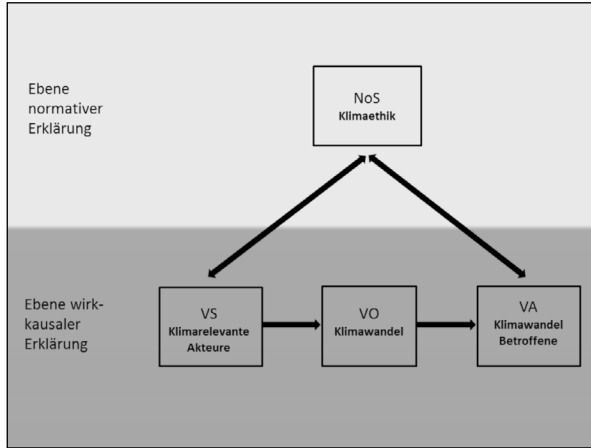 Ebene
normativer
Erklärung
NoS
Klimaethik
Ebene wirk-
kausaler
Erklärung
VS
Klimarelevante
Akteure
VO
Klimawandel
VA
Klimawandel
Betroffene